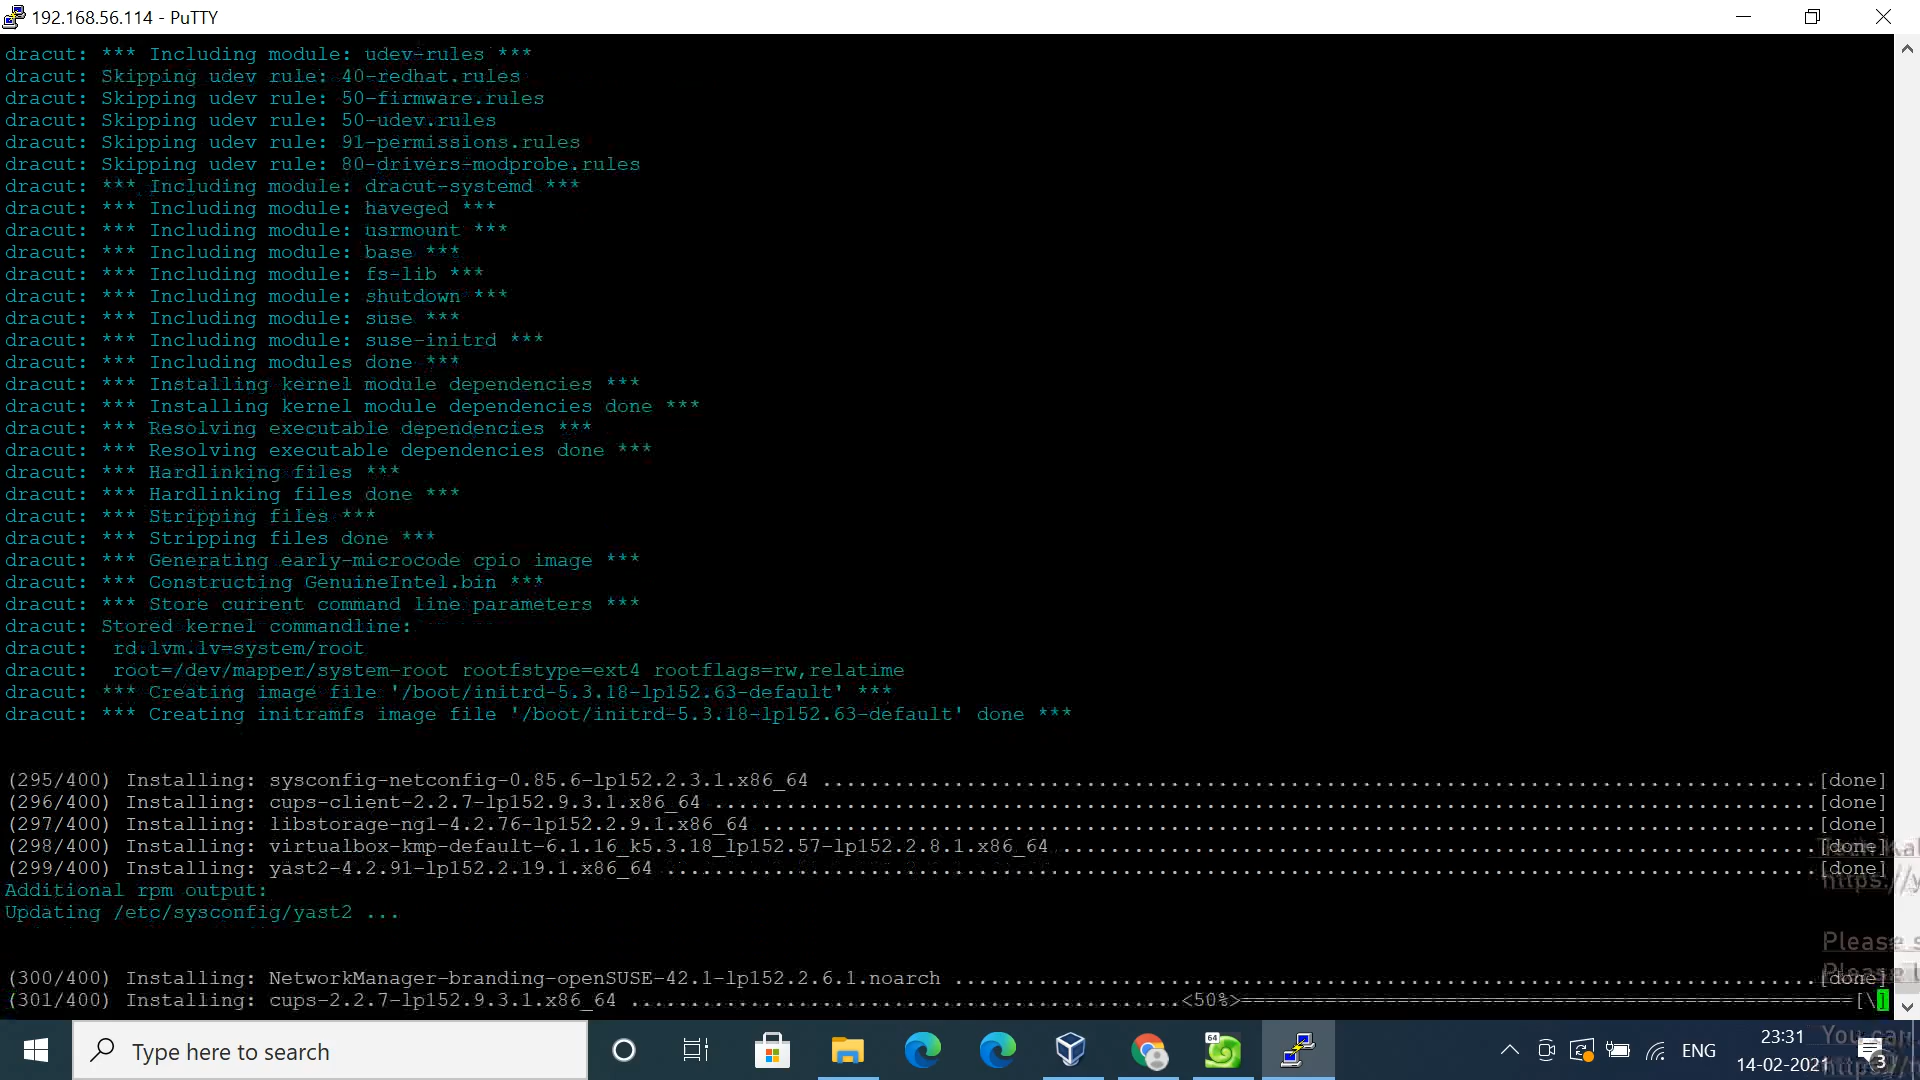 192.168.56.114 - PuTTY
dracut: *** Including module: udev-rules ***
dracut: Skipping udev rule: 40-redhat.rules
dracut: Skipping udev rule: 50-firmware.rules
dracut: Skipping udev rule: 50-udev.rules
dracut: Skipping udev rule: 91-permissions.rules
dracut: Skipping udev rule: 80-drivers-modprobe.rules
dracut: *** Including module: dracut-systemd ***
dracut: *** Including module: haveged ***
dracut: *** Including module: usrmount ***
dracut: *** Including module: base ***
dracut: *** Including module: fs-lib ***
dracut: *** Including module: shutdown ***
dracut: *** Including module: suse ***
dracut: *** Including module: suse-initrd ***
dracut: *** Including modules done ***
dracut: *** Installing kernel module dependencies ***
dracut: *** Installing kernel module dependencies done ***
dracut: *** Resolving executable dependencies ***
dracut: *** Resolving executable dependencies done ***
dracut: *** Hardlinking files ***
dracut: *** Hardlinking files done ***
dracut: *** Stripping files ***
dracut: *** Stripping files done ***
dracut: *** Generating early-microcode cpio image ***
dracut: *** Constructing GenuineIntel.bin ***
dracut: *** Store current command line parameters ***
dracut: Stored kernel commandline:
dracut:  rd.lvm.lv=system/root
dracut:  root=/dev/mapper/system-root rootfstype=ext4 rootflags=rw,relatime
dracut: *** Creating image file '/boot/initrd-5.3.18-lp152.63-default' ***
dracut: *** Creating initramfs image file '/boot/initrd-5.3.18-lp152.63-default' done ***
(295/400) Installing: sysconfig-netconfig-0.85.6-lp152.2.3.1.x86_64 ...................................................................................[done]
(296/400) Installing: cups-client-2.2.7-lp152.9.3.1.x86_64 ............................................................................................[done]
(297/400) Installing: libstorage-ng1-4.2.76-lp152.2.9.1.x86_64 ........................................................................................[done]
(298/400) Installing: virtualbox-kmp-default-6.1.16_k5.3.18_lp152.57-lp152.2.8.1.x86_64 ...............................................................[done]
(299/400) Installing: yast2-4.2.91-lp152.2.19.1.x86_64 ................................................................................................[done]
Additional rpm output:
Updating /etc/sysconfig/yast2 ...
https://y
Please s
(300/400) Installing: NetworkManager-branding-openSUSE-42.1-lp152.2.6.1.noarch ........................................................................[done]
(301/400) Installing: cups-2.2.7-lp152.9.3.1.x86_64 ..............................................<50%>===================================================[\]
Type here to search
64
ENG
23:31
14-02-2021
You can
3